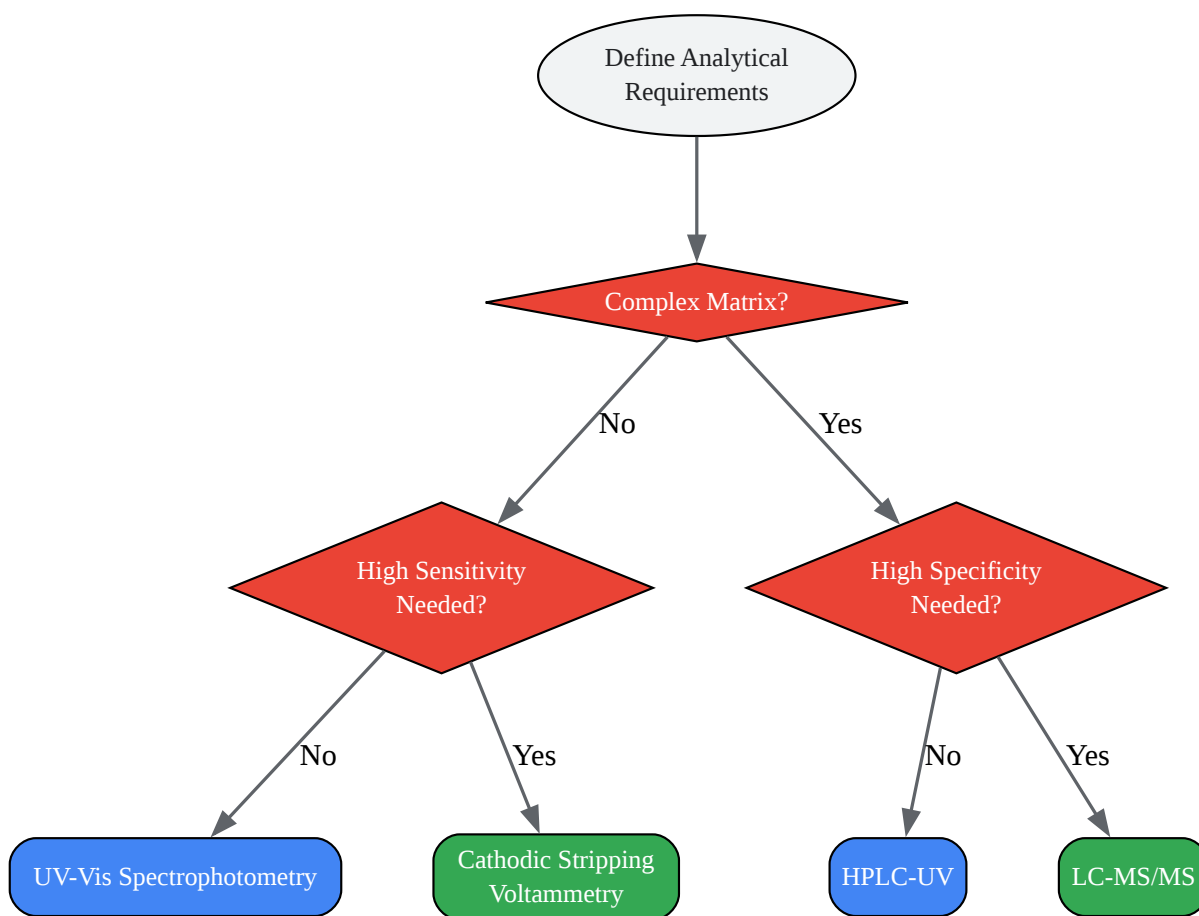 Define Analytical
Requirements
Complex Matrix?
No
Yes
High Sensitivity
Needed?
High Specificity
Needed?
No
Yes
No
Yes
UV-Vis Spectrophotometry
Cathodic Stripping
Voltammetry
HPLC-UV
LC-MS/MS